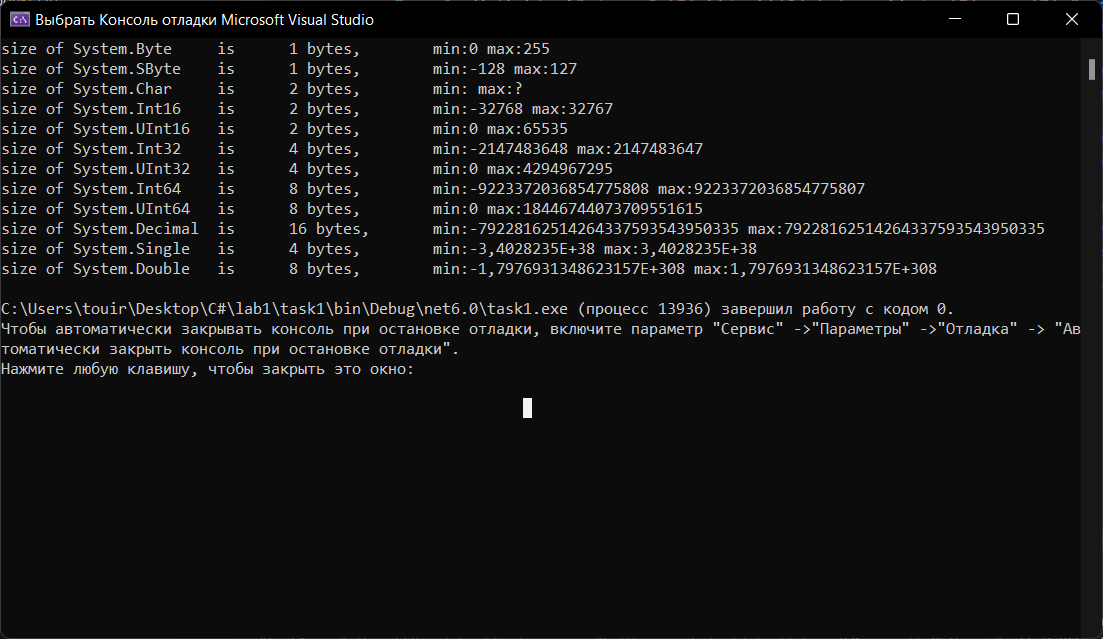 Выбрать Консоль отладки Microsoft Visual Studio
size of System.Byte is 1 bytes, min:0 max:255
size of System.SByte is 1 bytes, min:-128 max:127
size of System.Char is 2 bytes, min: max:?
size of System.Int16 is 2 bytes, min:-32768 max:32767
size of System.UInt16 is 2 bytes, min:0 max:65535
size of System.Int32 is 4 bytes, min:-2147483648 max:2147483647
size of System.UInt32 is 4 bytes, min:0 max:4294967295
size of System.Int64 is 8 bytes, min:-9223372036854775808 max:9223372036854775807
size of System.UInt64 is 8 bytes, min:0 max:18446744073709551615
size of System.Decimal is 16 bytes, min:-79228162514264337593543950335 max:79228162514264337593543950335
size of System.Single is 4 bytes, min:-3,4028235E+38 max:3,4028235E+38
size of System.Double is 8 bytes, min:-1,7976931348623157E+308 max:1,7976931348623157E+308
C:\Users\touir\Desktop\C#\lab1\task1\bin\Debug\net6.0\task1.exe (процесс 13936) завершил работу с кодом 0.
Чтобы автоматически закрывать консоль при остановке отладки, включите параметр "Сервис" ->"Параметры" ->"Отладка" -> "Ав
томатически закрыть консоль при остановке отладки".
Нажмите любую клавишу, чтобы закрыть это окно: